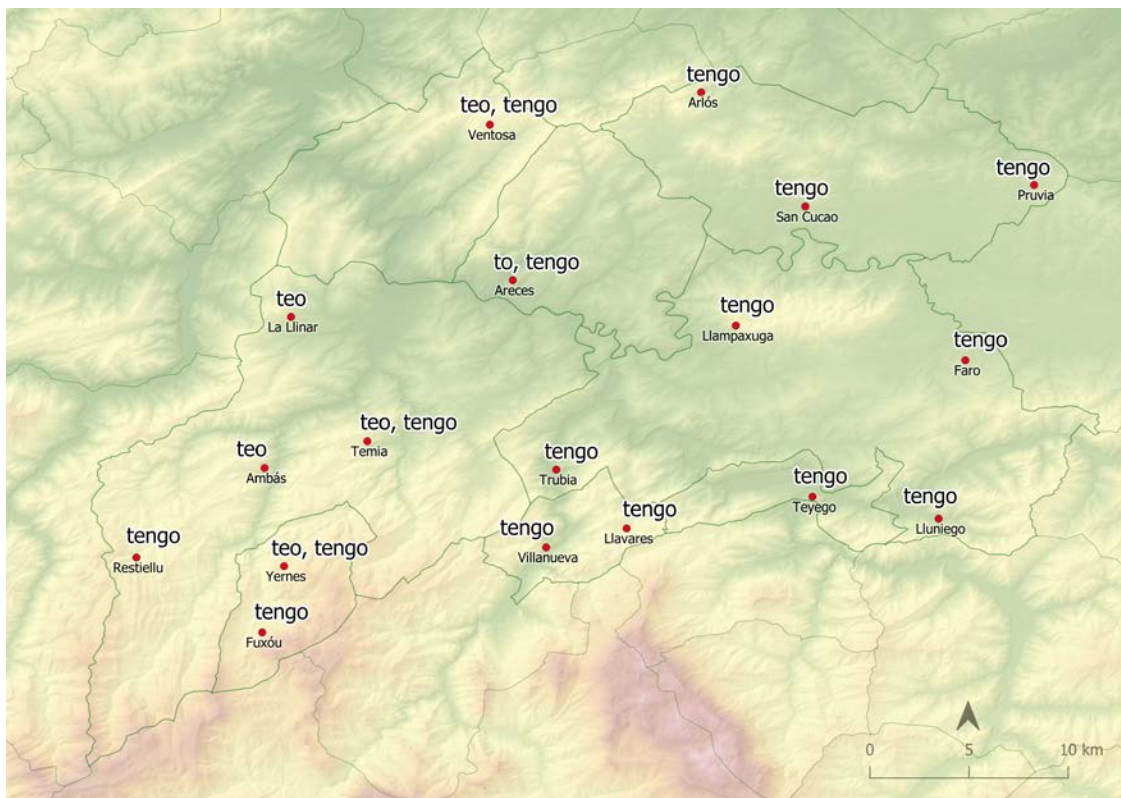 tengo
Arlós
teo, tengo
Ventosa
tengo
Pruvia
tengo
San Cucao
to, tengo
Areces
teo
La Llinar
tengo
Llampaxuga
tengo
Faro
teo, tengo
Temia
teo
Ambás
tengo
Trubia
tengo
Teyego
tengo
Lluniego
tengo
Llavares
tengo
Villanueva
tengo
Restiellu
teo, tengo
Yernes
tengo
Fuxóu
0 5 10 km